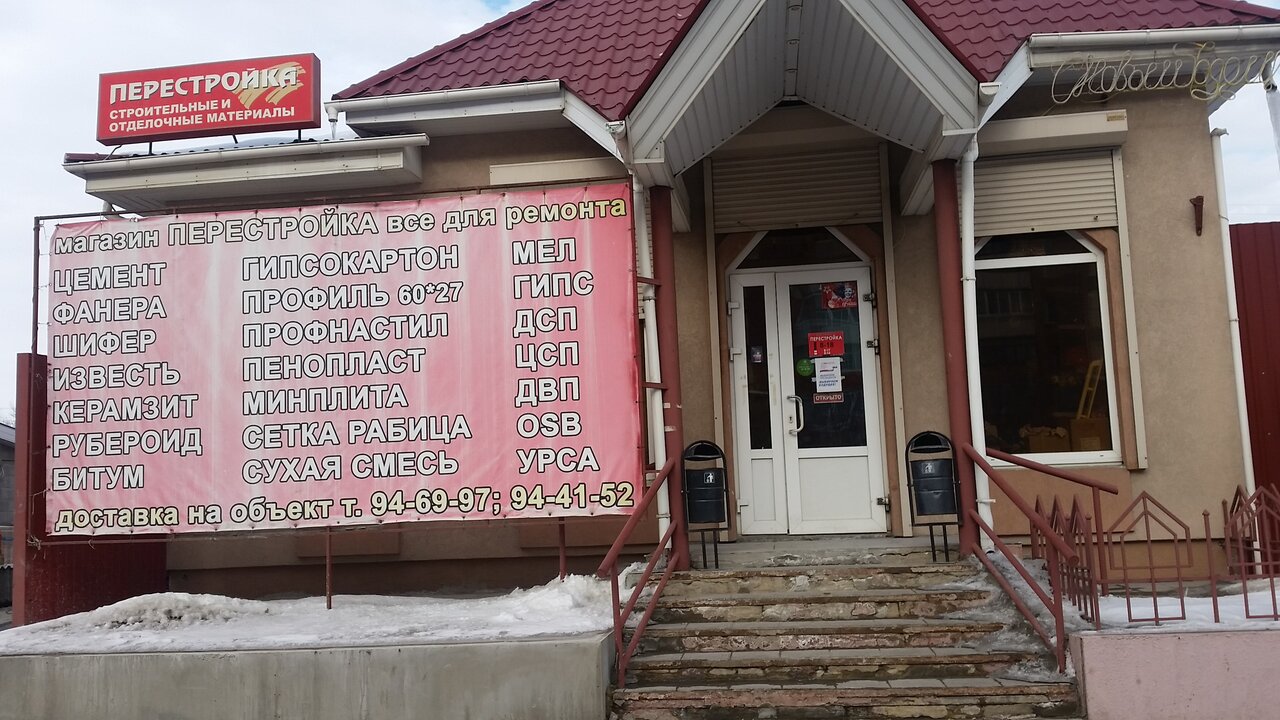 ПЕРЕСТРОЙКА
СТРОИТЕЛЬНЫЕ И
ОТДЕЛОЧНЫЕ МАТЕРИАЛЫ
Новым Годом
магазин ПЕРЕСТРОЙКА все для ремонта
ЦЕМЕНТ ГИПСОКАРТОН МЕЛ
ФАНЕРА ПРОФИЛЬ 60*27 ГИПС
ШИФЕР ПРОФНАСТИЛ ДСП
ИЗВЕСТЬ ПЕНОПЛАСТ ЦСП
КЕРАМЗИТ МИНПЛИТА ДВП
РУБЕРОИД СЕТКА РАБИЦА OSB
БИТУМ СУХАЯ СМЕСЬ УРСА
доставка на объект т. 94-69-97; 94-41-52
ПЕРЕСТРОЙКА
ОТКРЫТО